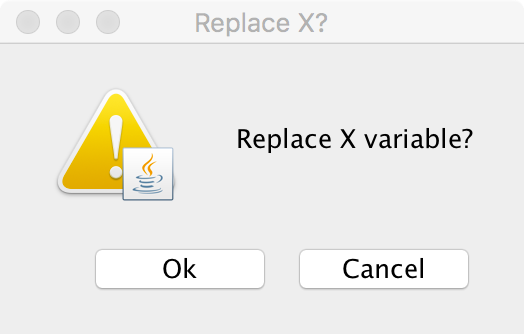 Replace X?
Replace X variable?
Ok
Cancel